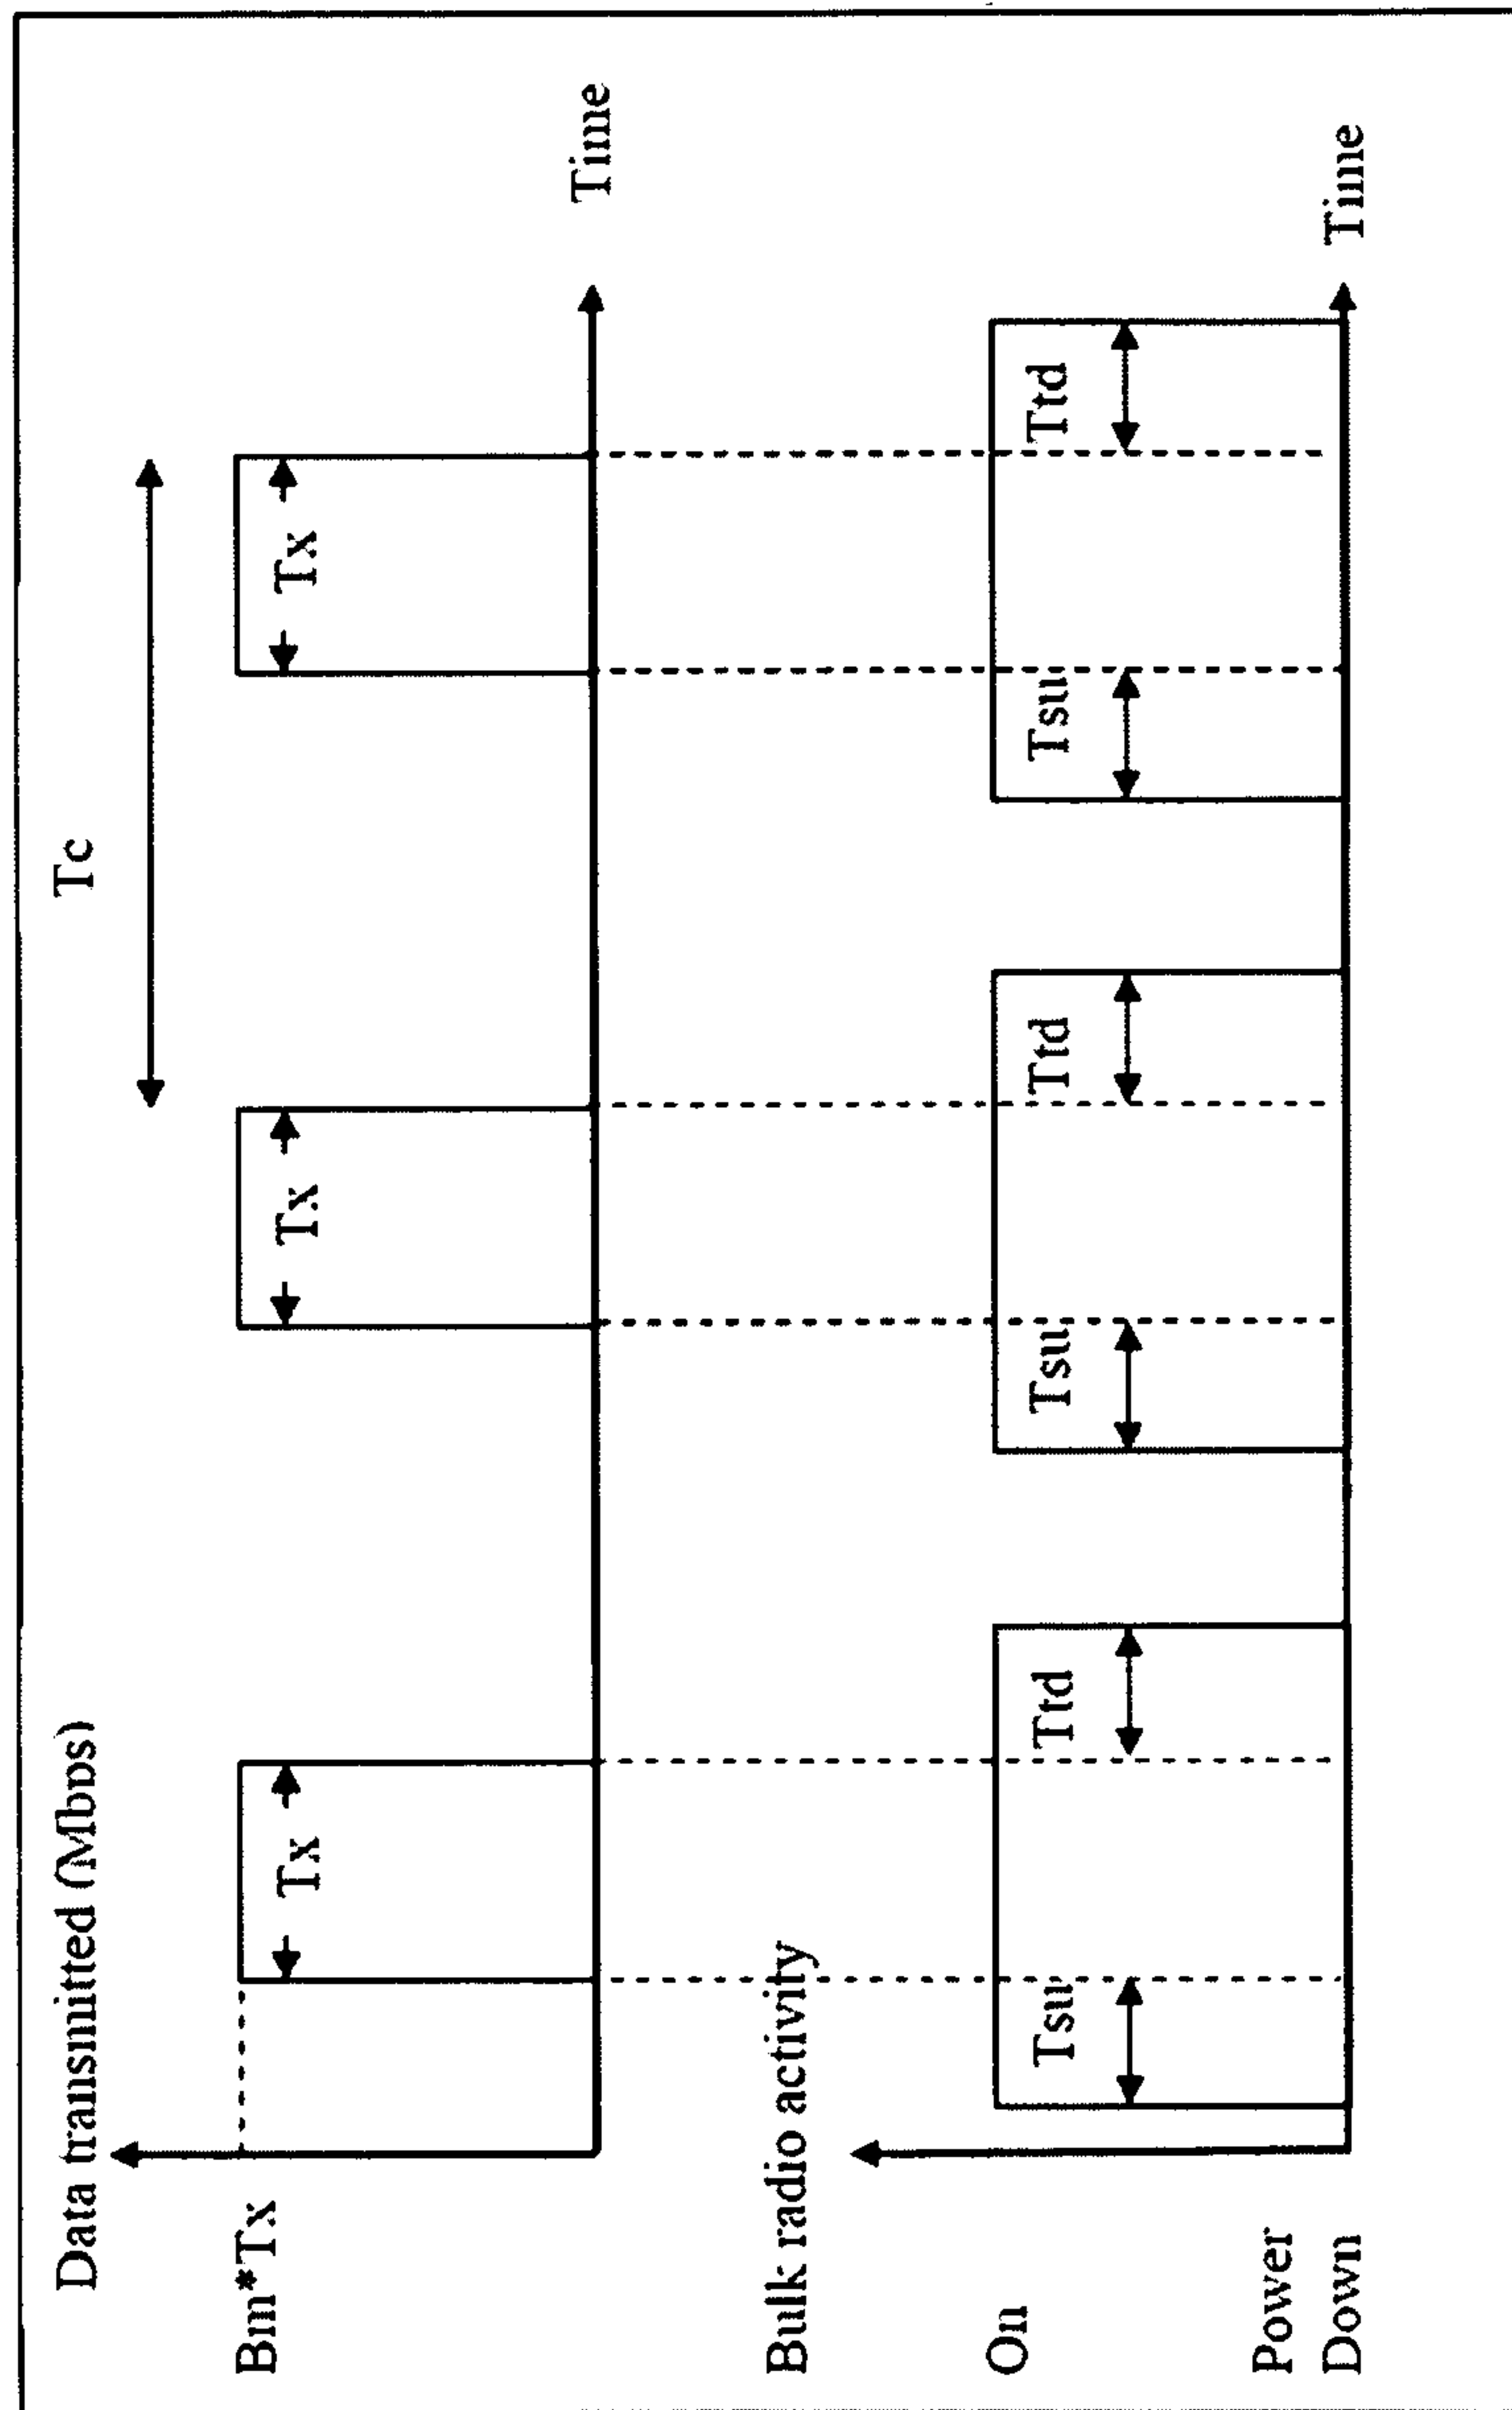 Data transmitted (Mbps)
Tc
Bm*Tx
Tx
Tx
Tx
Time
Bulk radio activity
On
Tsu
Ttd
Tsu
Ttd
Tsu
Ttd
Power
Down
Time